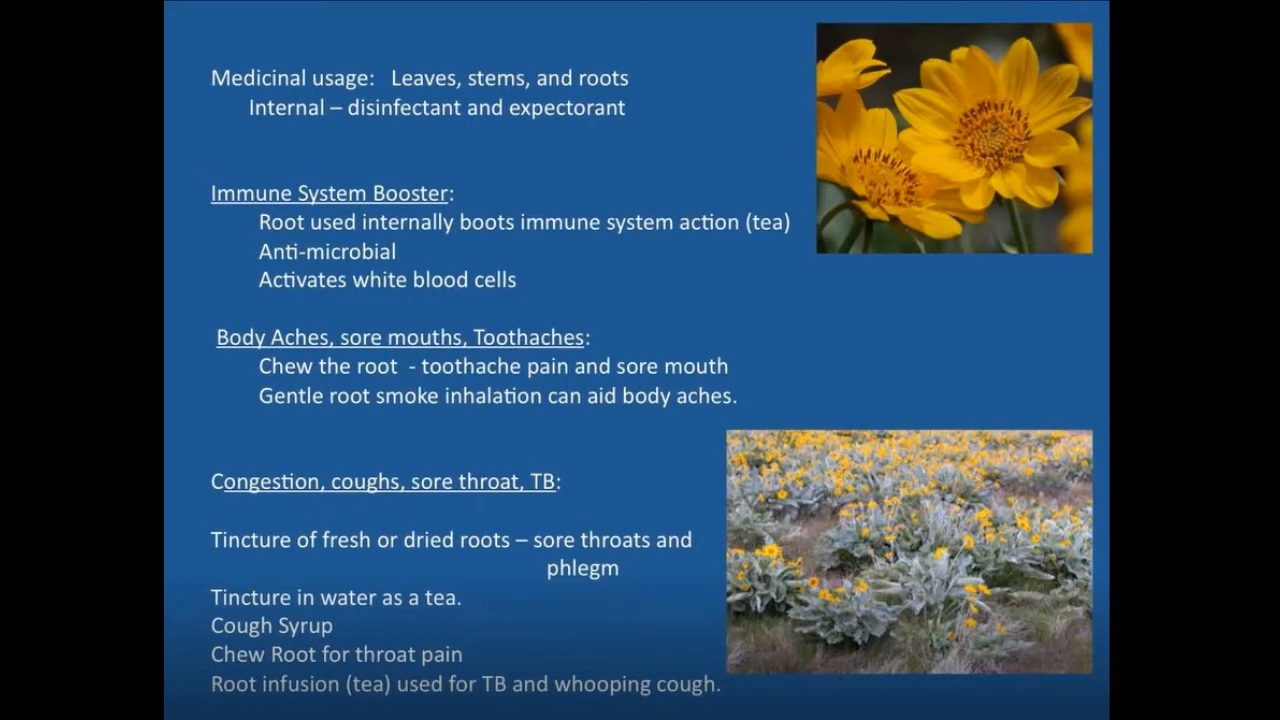 Medicinal usage:   Leaves, stems, and roots
Internal – disinfectant and expectorant
Immune System Booster:
Root used internally boots immune system action (tea)
Anti-microbial
Activates white blood cells
Body Aches, sore mouths, Toothaches:
Chew the root  - toothache pain and sore mouth
Gentle root smoke inhalation can aid body aches.
Congestion, coughs, sore throat, TB:
Tincture of fresh or dried roots – sore throats and
phlegm
Tincture in water as a tea.
Cough Syrup
Chew Root for throat pain
Root infusion (tea) used for TB and whooping cough.